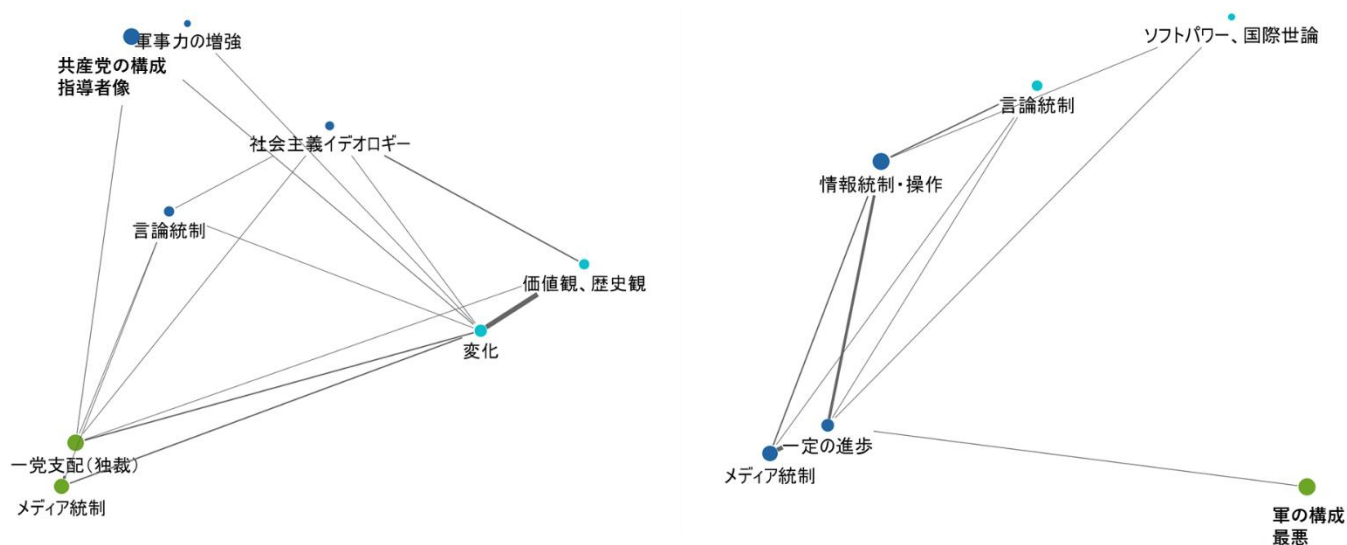 軍事力の増強
共産党の構成
指導者像
社会主義イデオロギー
言論統制
価値観、歴史観
変化
一党支配(独裁)
メディア統制
ソフトパワー、国際世論
言論統制
情報統制・操作
一定の進歩
メディア統制
軍の構成
最悪